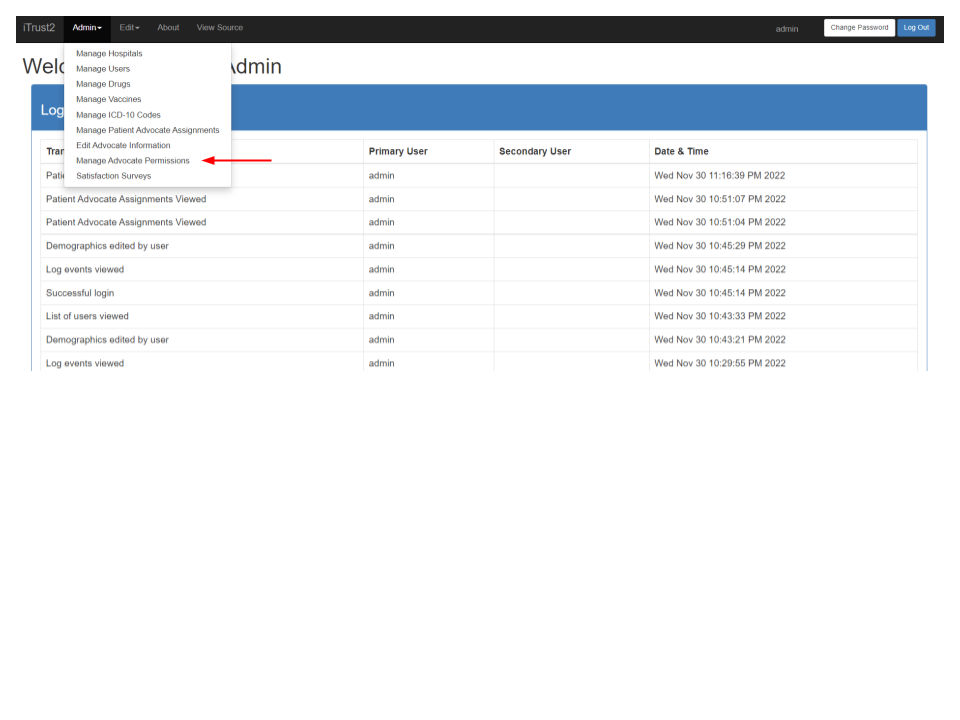 iTrust2 Admin Edit About View Source admin Change Password Log Out
Manage Hospitals
Manage Users
Manage Drugs
Manage Vaccines
Manage ICD-10 Codes
Manage Patient Advocate Assignments
Edit Advocate Information
Manage Advocate Permissions
Satisfaction Surveys
Admin
Log
Primary User Secondary User Date & Time
admin Wed Nov 30 11:16:39 PM 2022
Patient Advocate Assignments Viewed admin Wed Nov 30 10:51:07 PM 2022
Patient Advocate Assignments Viewed admin Wed Nov 30 10:51:04 PM 2022
Demographics edited by user admin Wed Nov 30 10:45:29 PM 2022
Log events viewed admin Wed Nov 30 10:45:14 PM 2022
Successful login admin Wed Nov 30 10:45:14 PM 2022
List of users viewed admin Wed Nov 30 10:43:33 PM 2022
Demographics edited by user admin Wed Nov 30 10:43:21 PM 2022
Log events viewed admin Wed Nov 30 10:29:55 PM 2022